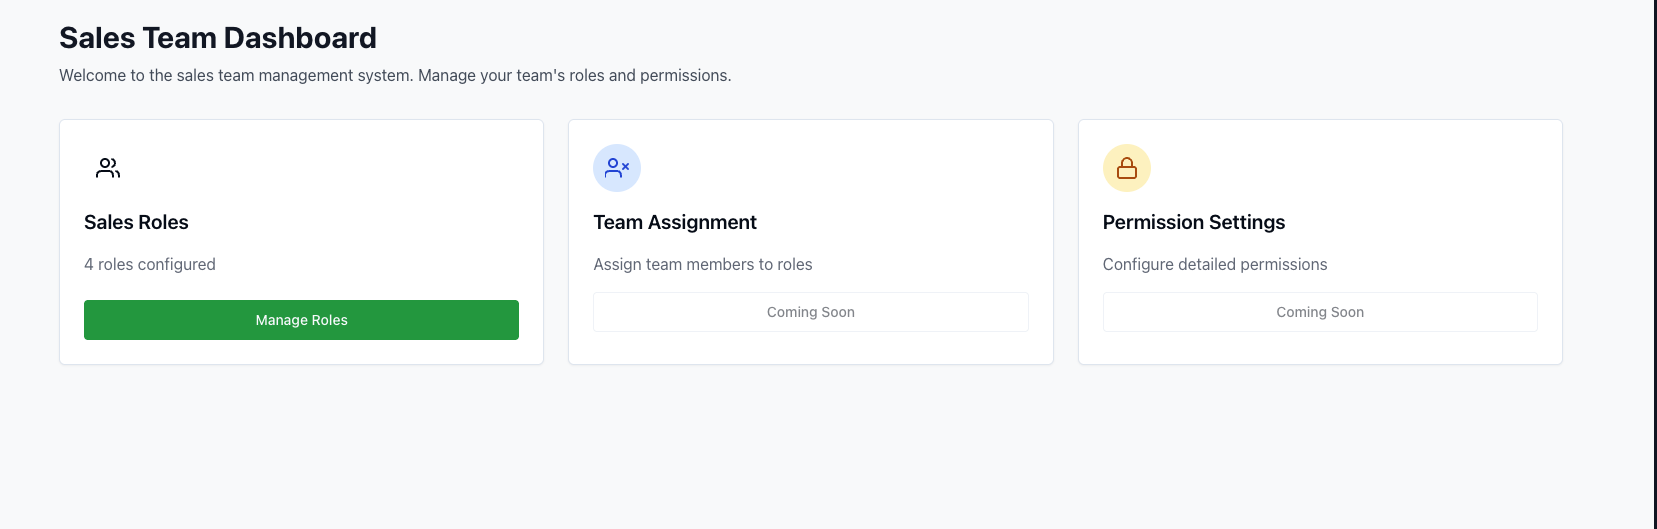 Sales Team Dashboard
Welcome to the sales team management system. Manage your team's roles and permissions.
Sales Roles
4 roles configured
Manage Roles
Team Assignment
Assign team members to roles
Coming Soon
Permission Settings
Configure detailed permissions
Coming Soon